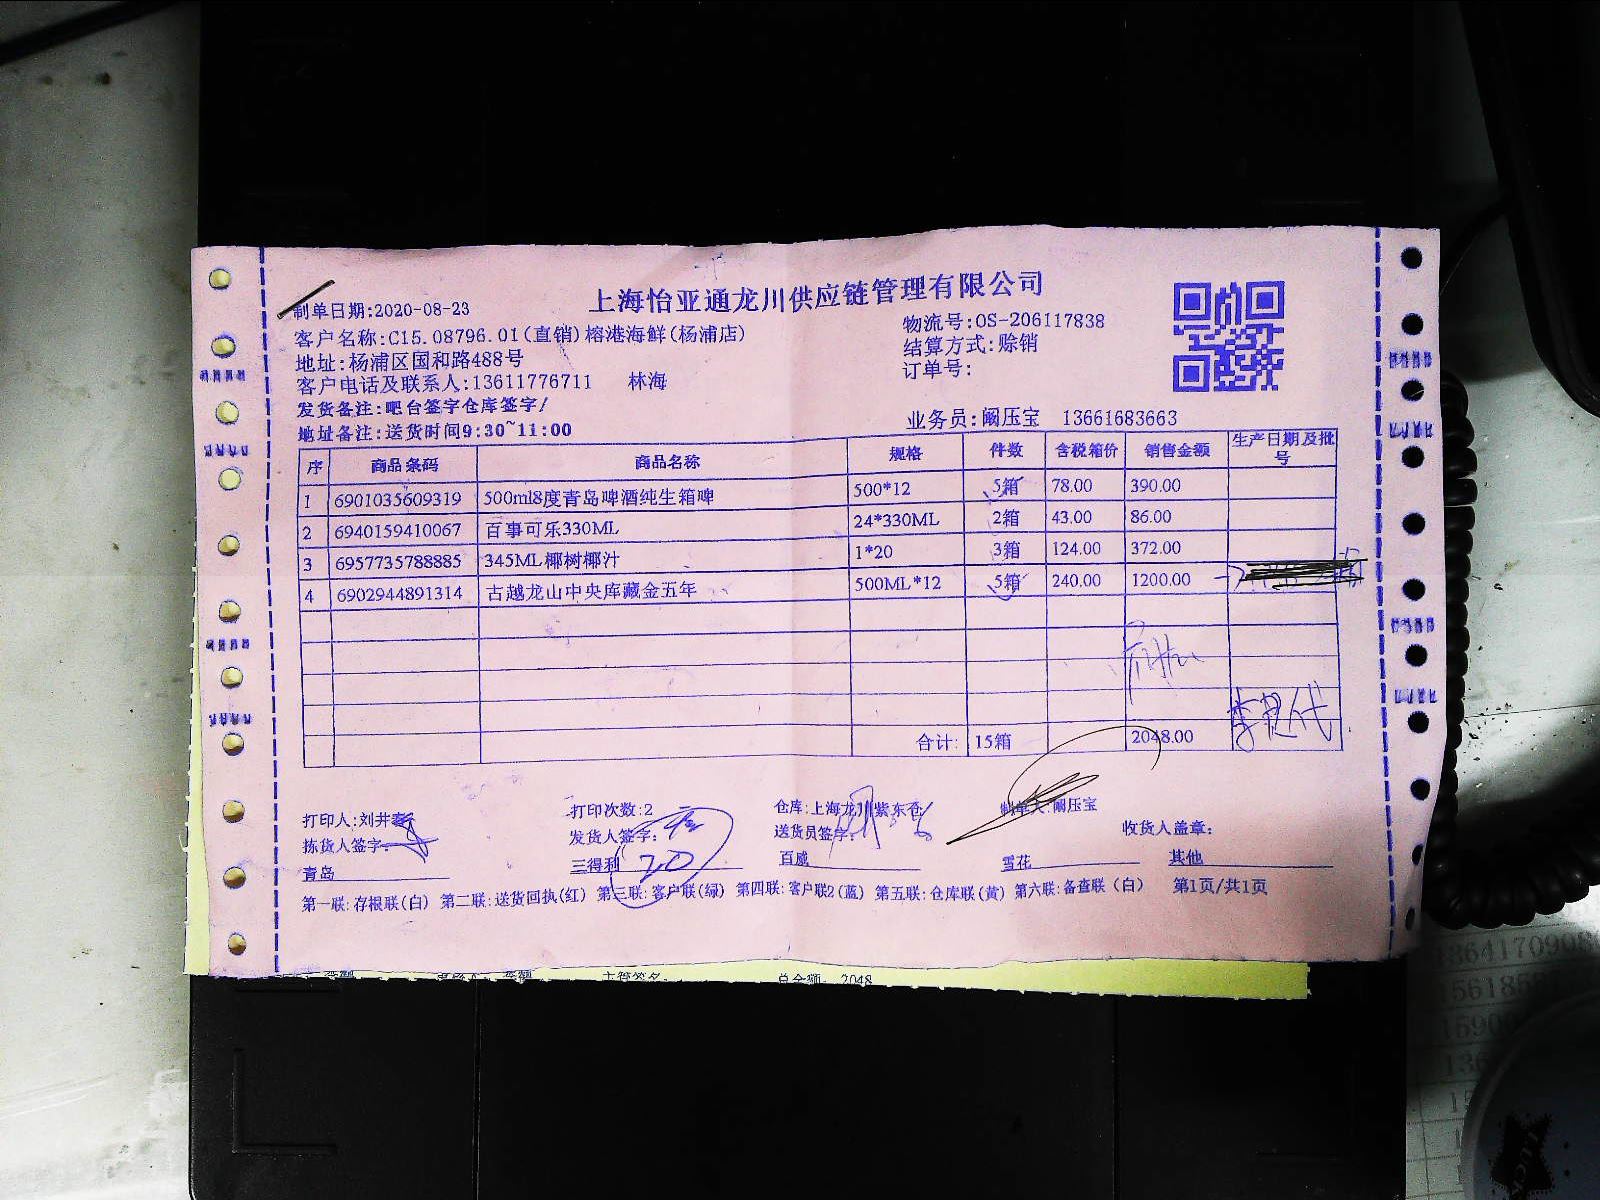 上海怡亚通龙川供应链管理有限公司
制单日期:2020-08-23
客户名称:C15.08796.01(直销)榕港海鲜(杨浦店)
物流号:OS-206117838
地址:杨浦区国和路488号
结算方式:赊销
客户电话及联系人:13611776711 林海
订单号:
发货备注:吧台签字仓库签字/
地址备注:送货时间9:30~11:00
业务员:阚压宝 13661683663
序 商品条码 商品名称 规格 件数 含税箱价 销售金额 生产日期及批号
1 6901035609319 500ml8度青岛啤酒纯生箱啤 500*12 5箱 78.00 390.00
2 6940159410067 百事可乐330ML 24*330ML 2箱 43.00 86.00
3 6957735788885 345ML椰树椰汁 1*20 3箱 124.00 372.00
4 6902944891314 古越龙山中央库藏金五年 500ML*12 5箱 240.00 1200.00
合计: 15箱 2048.00
打印人:刘井春 打印次数:2 仓库:上海龙川紫东仓 制单人:阚压宝
拣货人签字: 发货人签字: 送货员签字: 收货人盖章:
20
青岛 三得利 百威 雪花 其他
第一联:存根联(白) 第二联:送货回执(红) 第三联:客户联(绿) 第四联:客户联2(蓝) 第五联:仓库联(黄) 第六联:备查联(白) 第1页/共1页
总金额: 2048